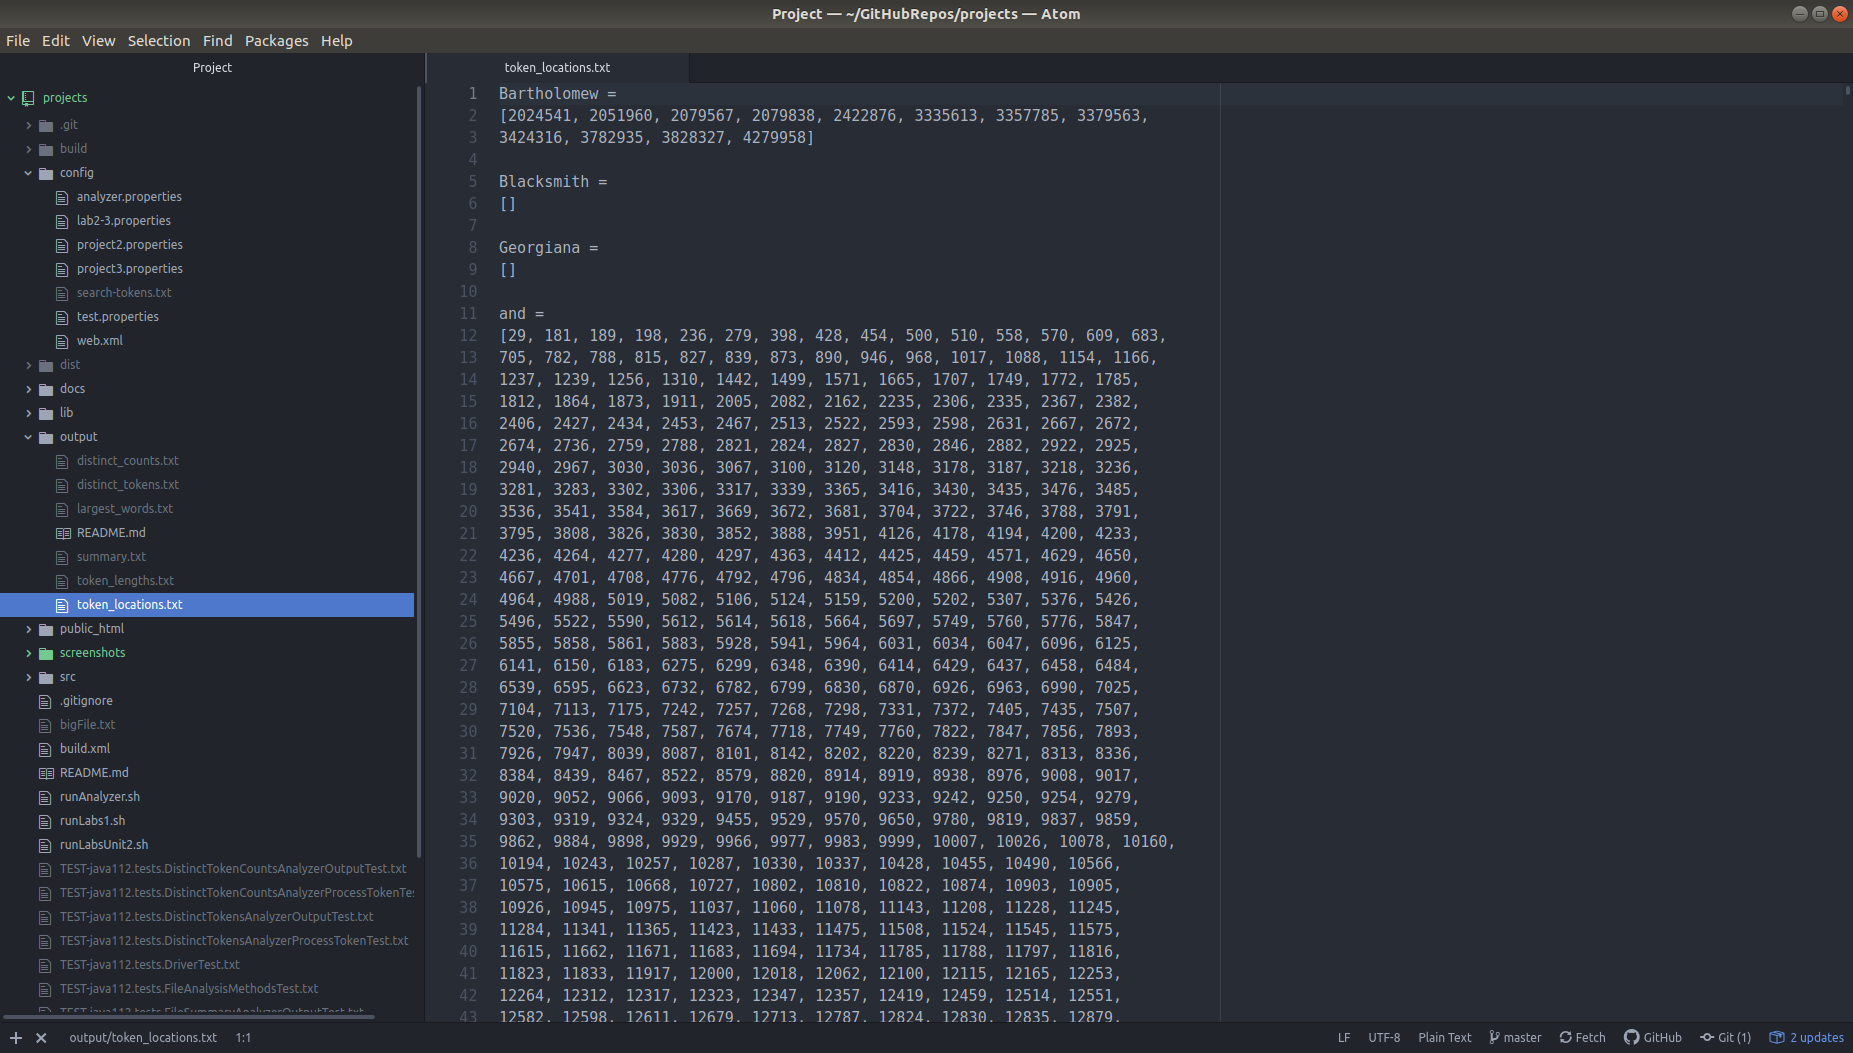 Project — ~/GitHubRepos/projects — Atom
File Edit View Selection Find Packages Help
Project
projects
.git
build
config
analyzer.properties
lab2-3.properties
project2.properties
project3.properties
search-tokens.txt
test.properties
web.xml
dist
docs
lib
output
distinct_counts.txt
distinct_tokens.txt
largest_words.txt
README.md
summary.txt
token_lengths.txt
token_locations.txt
public_html
screenshots
src
.gitignore
bigFile.txt
build.xml
README.md
runAnalyzer.sh
runLabs1.sh
runLabsUnit2.sh
TEST-java112.tests.DistinctTokenCountsAnalyzerOutputTest.txt
TEST-java112.tests.DistinctTokenCountsAnalyzerProcessTokenTes
TEST-java112.tests.DistinctTokensAnalyzerOutputTest.txt
TEST-java112.tests.DistinctTokensAnalyzerProcessTokenTest.txt
TEST-java112.tests.DriverTest.txt
TEST-java112.tests.FileAnalysisMethodsTest.txt
TEST-java112.tests.FileSummaryAnalyzerOutputTest.txt
token_locations.txt
1 Bartholomew =
2 [2024541, 2051960, 2079567, 2079838, 2422876, 3335613, 3357785, 3379563,
3 3424316, 3782935, 3828327, 4279958]
4
5 Blacksmith =
6 []
7
8 Georgiana =
9 []
10
11 and =
12 [29, 181, 189, 198, 236, 279, 398, 428, 454, 500, 510, 558, 570, 609, 683,
13 705, 782, 788, 815, 827, 839, 873, 890, 946, 968, 1017, 1088, 1154, 1166,
14 1237, 1239, 1256, 1310, 1442, 1499, 1571, 1665, 1707, 1749, 1772, 1785,
15 1812, 1864, 1873, 1911, 2005, 2082, 2162, 2235, 2306, 2335, 2367, 2382,
16 2406, 2427, 2434, 2453, 2467, 2513, 2522, 2593, 2598, 2631, 2667, 2672,
17 2674, 2736, 2759, 2788, 2821, 2824, 2827, 2830, 2846, 2882, 2922, 2925,
18 2940, 2967, 3030, 3036, 3067, 3100, 3120, 3148, 3178, 3187, 3218, 3236,
19 3281, 3283, 3302, 3306, 3317, 3339, 3365, 3416, 3430, 3435, 3476, 3485,
20 3536, 3541, 3584, 3617, 3669, 3672, 3681, 3704, 3722, 3746, 3788, 3791,
21 3795, 3808, 3826, 3830, 3852, 3888, 3951, 4126, 4178, 4194, 4200, 4233,
22 4236, 4264, 4277, 4280, 4297, 4363, 4412, 4425, 4459, 4571, 4629, 4650,
23 4667, 4701, 4708, 4776, 4792, 4796, 4834, 4854, 4866, 4908, 4916, 4960,
24 4964, 4988, 5019, 5082, 5106, 5124, 5159, 5200, 5202, 5307, 5376, 5426,
25 5496, 5522, 5590, 5612, 5614, 5618, 5664, 5697, 5749, 5760, 5776, 5847,
26 5855, 5858, 5861, 5883, 5928, 5941, 5964, 6031, 6034, 6047, 6096, 6125,
27 6141, 6150, 6183, 6275, 6299, 6348, 6390, 6414, 6429, 6437, 6458, 6484,
28 6539, 6595, 6623, 6732, 6782, 6799, 6830, 6870, 6926, 6963, 6990, 7025,
29 7104, 7113, 7175, 7242, 7257, 7268, 7298, 7331, 7372, 7405, 7435, 7507,
30 7520, 7536, 7548, 7587, 7674, 7718, 7749, 7760, 7822, 7847, 7856, 7893,
31 7926, 7947, 8039, 8087, 8101, 8142, 8202, 8220, 8239, 8271, 8313, 8336,
32 8384, 8439, 8467, 8522, 8579, 8820, 8914, 8919, 8938, 8976, 9008, 9017,
33 9020, 9052, 9066, 9093, 9170, 9187, 9190, 9233, 9242, 9250, 9254, 9279,
34 9303, 9319, 9324, 9329, 9455, 9529, 9570, 9650, 9780, 9819, 9837, 9859,
35 9862, 9884, 9898, 9929, 9966, 9977, 9983, 9999, 10007, 10026, 10078, 10160,
36 10194, 10243, 10257, 10287, 10330, 10337, 10428, 10455, 10490, 10566,
37 10575, 10615, 10668, 10727, 10802, 10810, 10822, 10874, 10903, 10905,
38 10926, 10945, 10975, 11037, 11060, 11078, 11143, 11208, 11228, 11245,
39 11284, 11341, 11365, 11423, 11433, 11475, 11508, 11524, 11545, 11575,
40 11615, 11662, 11671, 11683, 11694, 11734, 11785, 11788, 11797, 11816,
41 11823, 11833, 11917, 12000, 12018, 12062, 12100, 12115, 12165, 12253,
42 12264, 12312, 12317, 12323, 12347, 12357, 12419, 12459, 12514, 12551,
43 12582, 12598, 12611, 12679, 12713, 12787, 12824, 12830, 12835, 12879,
output/token_locations.txt 1:1 LF UTF-8 Plain Text master Fetch GitHub Git (1) 2 updates